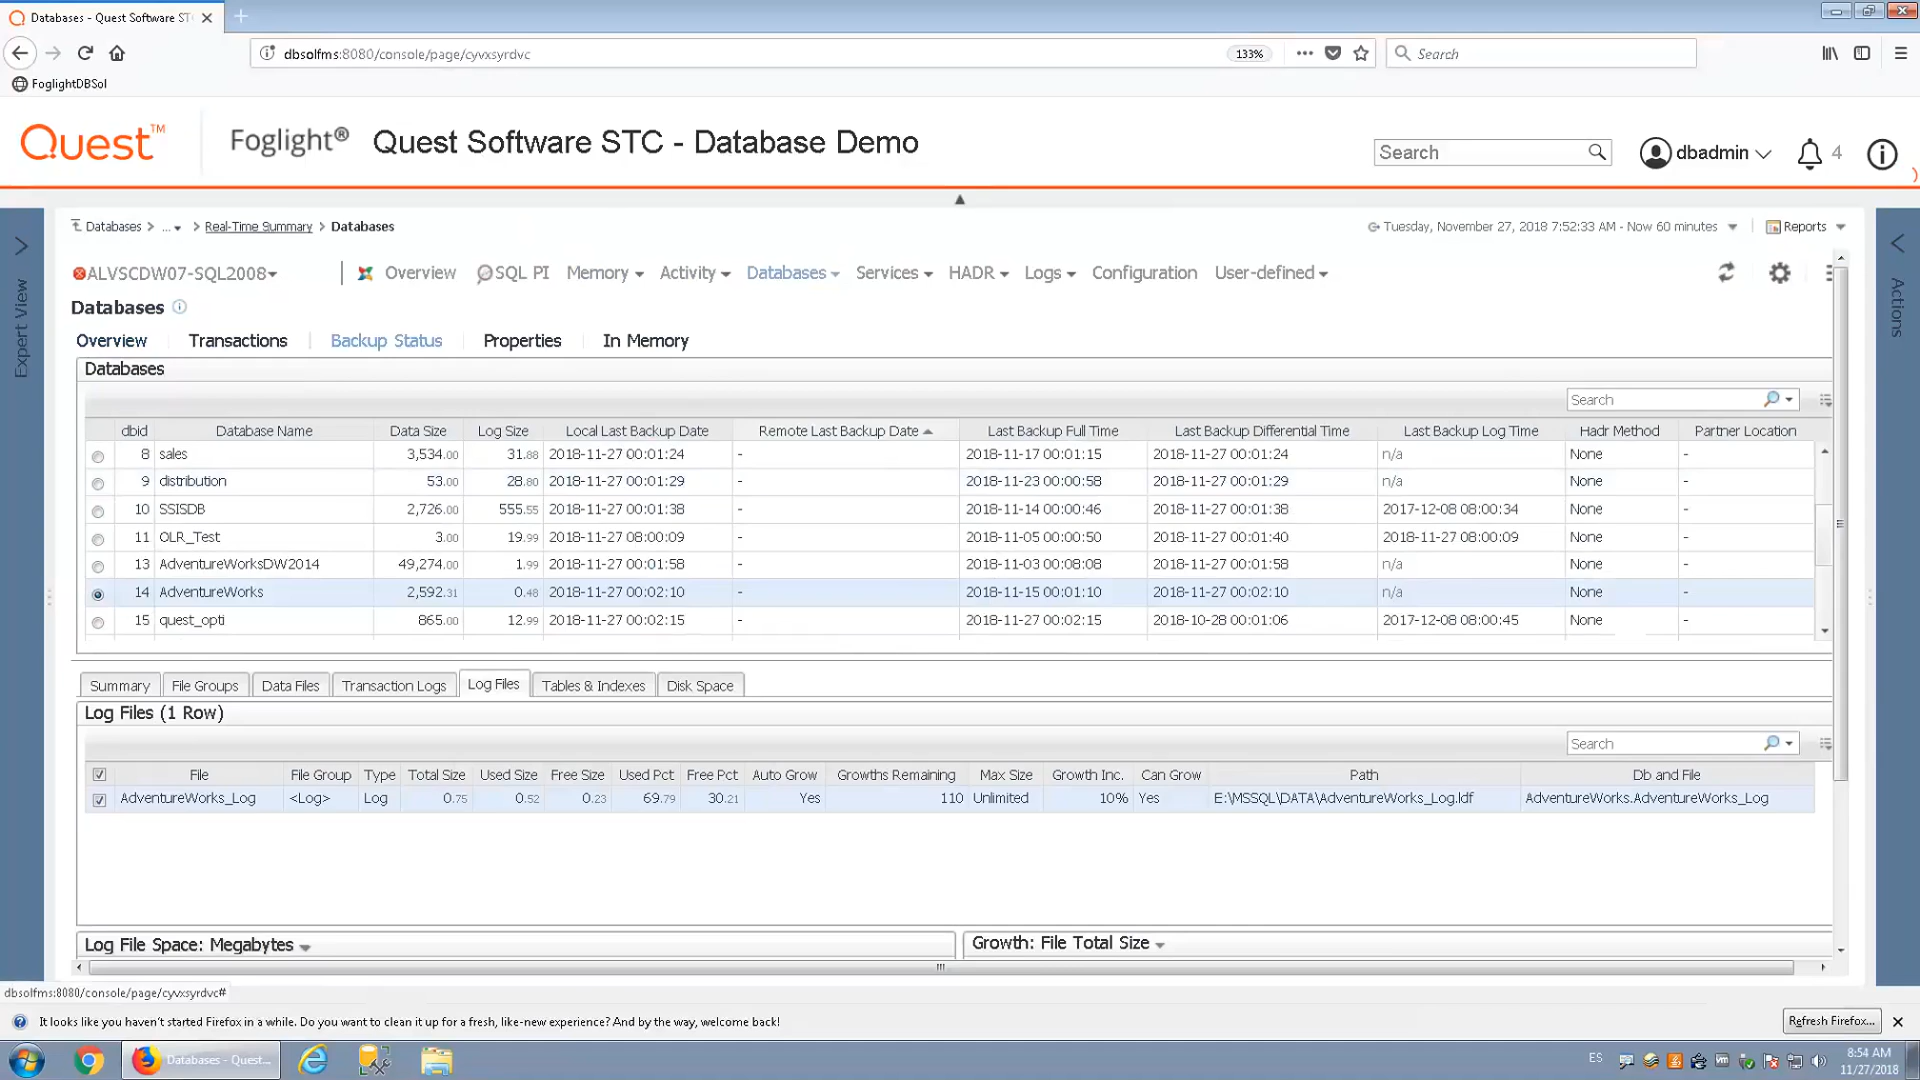 Databases - Quest Software ST
dbsolfms:8080/console/page/cyvxsyrdvc
133%
Search
FoglightDBSol
Quest™
Foglight® Quest Software STC - Database Demo
Search
dbadmin
4
Databases > ... > Real-Time Summary > Databases
Tuesday, November 27, 2018 7:52:33 AM - Now 60 minutes
Reports
Expert View
Actions
ALVSCDW07-SQL2008
Overview SQL PI Memory Activity Databases Services HADR Logs Configuration User-defined
Databases
Overview Transactions Backup Status Properties In Memory
Databases
Search
dbid Database Name Data Size Log Size Local Last Backup Date Remote Last Backup Date Last Backup Full Time Last Backup Differential Time Last Backup Log Time Hadr Method Partner Location
8 sales 3,534.00 31.88 2018-11-27 00:01:24 - 2018-11-17 00:01:15 2018-11-27 00:01:24 n/a None -
9 distribution 53.00 28.80 2018-11-27 00:01:29 - 2018-11-23 00:00:58 2018-11-27 00:01:29 n/a None -
10 SSISDB 2,726.00 555.55 2018-11-27 00:01:38 - 2018-11-14 00:00:46 2018-11-27 00:01:38 2017-12-08 08:00:34 None -
11 OLR_Test 3.00 19.99 2018-11-27 08:00:09 - 2018-11-05 00:00:50 2018-11-27 00:01:40 2018-11-27 08:00:09 None -
13 AdventureWorksDW2014 49,274.00 1.99 2018-11-27 00:01:58 - 2018-11-03 00:08:08 2018-11-27 00:01:58 n/a None -
14 AdventureWorks 2,592.31 0.48 2018-11-27 00:02:10 - 2018-11-15 00:01:10 2018-11-27 00:02:10 n/a None -
15 quest_opti 865.00 12.99 2018-11-27 00:02:15 - 2018-11-27 00:02:15 2018-10-28 00:01:06 2017-12-08 08:00:45 None -
Summary File Groups Data Files Transaction Logs Log Files Tables & Indexes Disk Space
Log Files (1 Row)
Search
File File Group Type Total Size Used Size Free Size Used Pct Free Pct Auto Grow Growths Remaining Max Size Growth Inc. Can Grow Path Db and File
AdventureWorks_Log <Log> Log 0.75 0.52 0.23 69.79 30.21 Yes 110 Unlimited 10% Yes E:\MSSQL\DATA\AdventureWorks_Log.ldf AdventureWorks.AdventureWorks_Log
Log File Space: Megabytes
Growth: File Total Size
dbsolfms:8080/console/page/cyvxsyrdvc#
It looks like you haven't started Firefox in a while. Do you want to clean it up for a fresh, like-new experience? And by the way, welcome back!
Refresh Firefox...
Databases - Quest...
ES
8:54 AM
11/27/2018